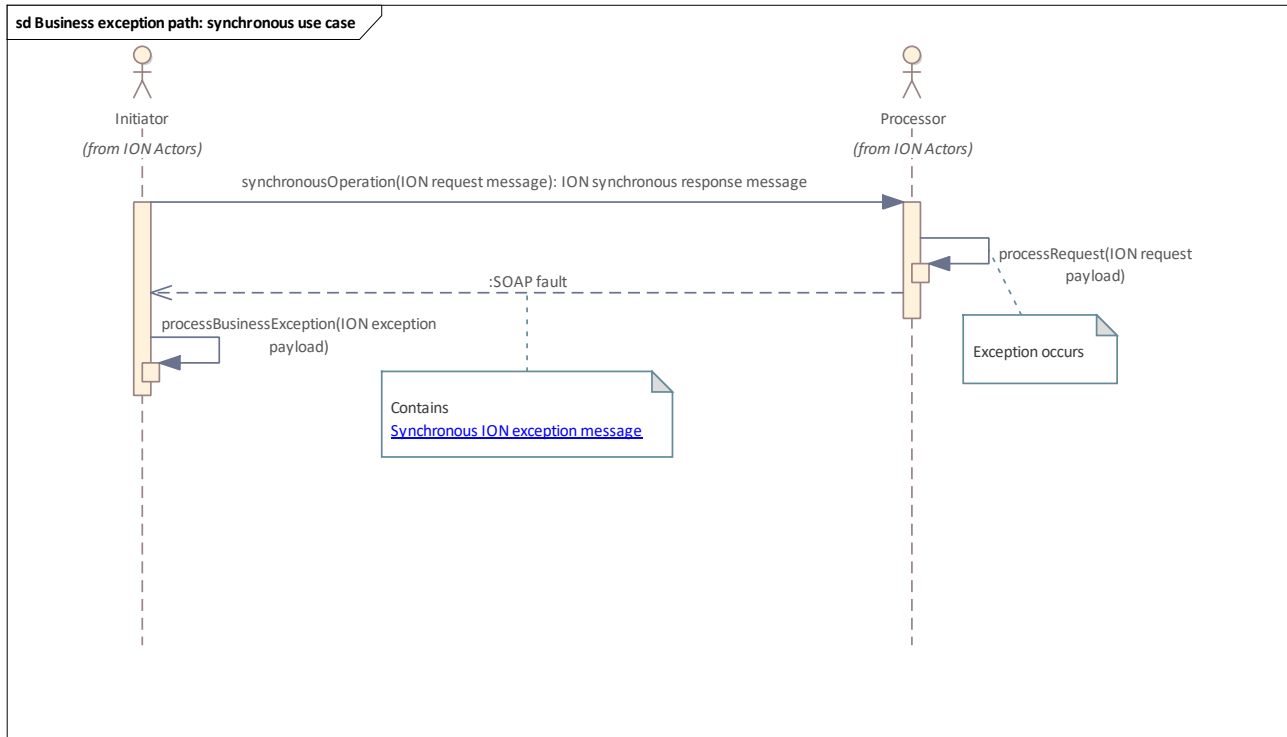 sd Business exception path: synchronous use case
Initiator
(from ION Actors)
Processor
(from ION Actors)
synchronousOperation(ION request message): ION synchronous response message
processRequest(ION request
payload)
:SOAP fault
processBusinessException(ION exception
payload)
Exception occurs
Contains
Synchronous ION exception message